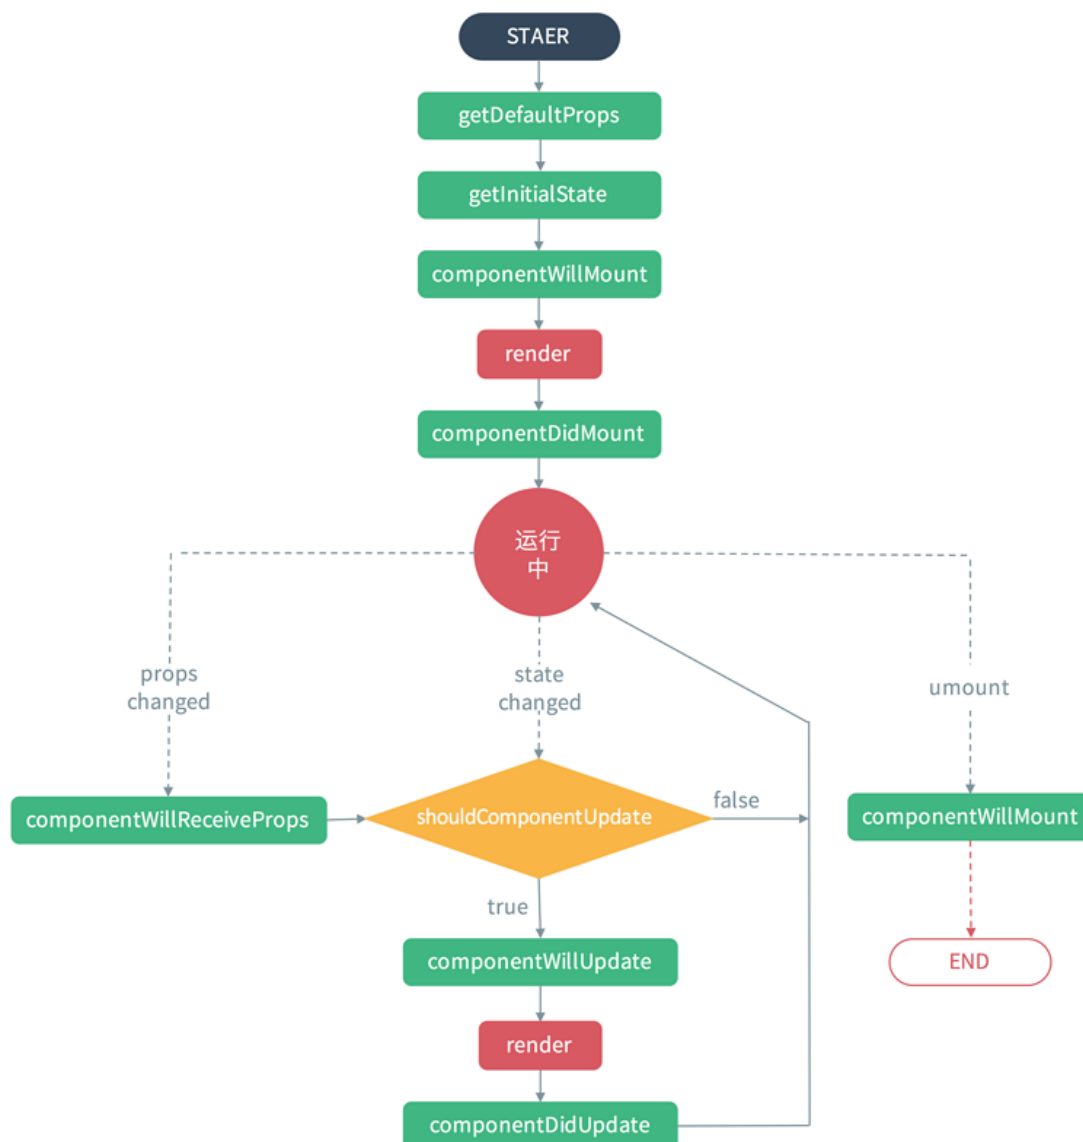 STAER
getDefaultProps
getInitialState
componentWillMount
render
componentDidMount
运行
中
props
changed
state
changed
umount
componentWillReceiveProps
shouldComponentUpdate
false
componentWillMount
true
componentWillUpdate
END
render
componentDidUpdate